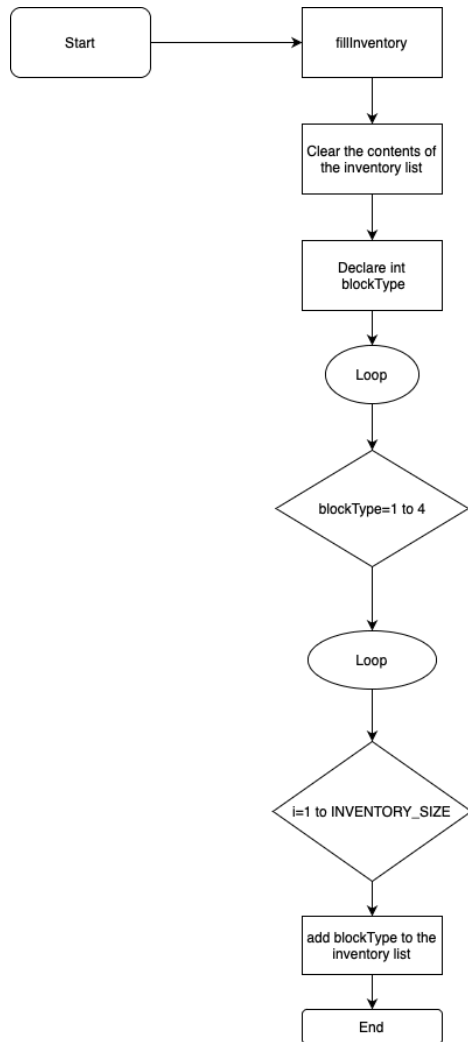 Start
fillInventory
Clear the contents of
the inventory list
Declare int
blockType
Loop
blockType=1 to 4
Loop
i=1 to INVENTORY_SIZE
add blockType to the
inventory list
End